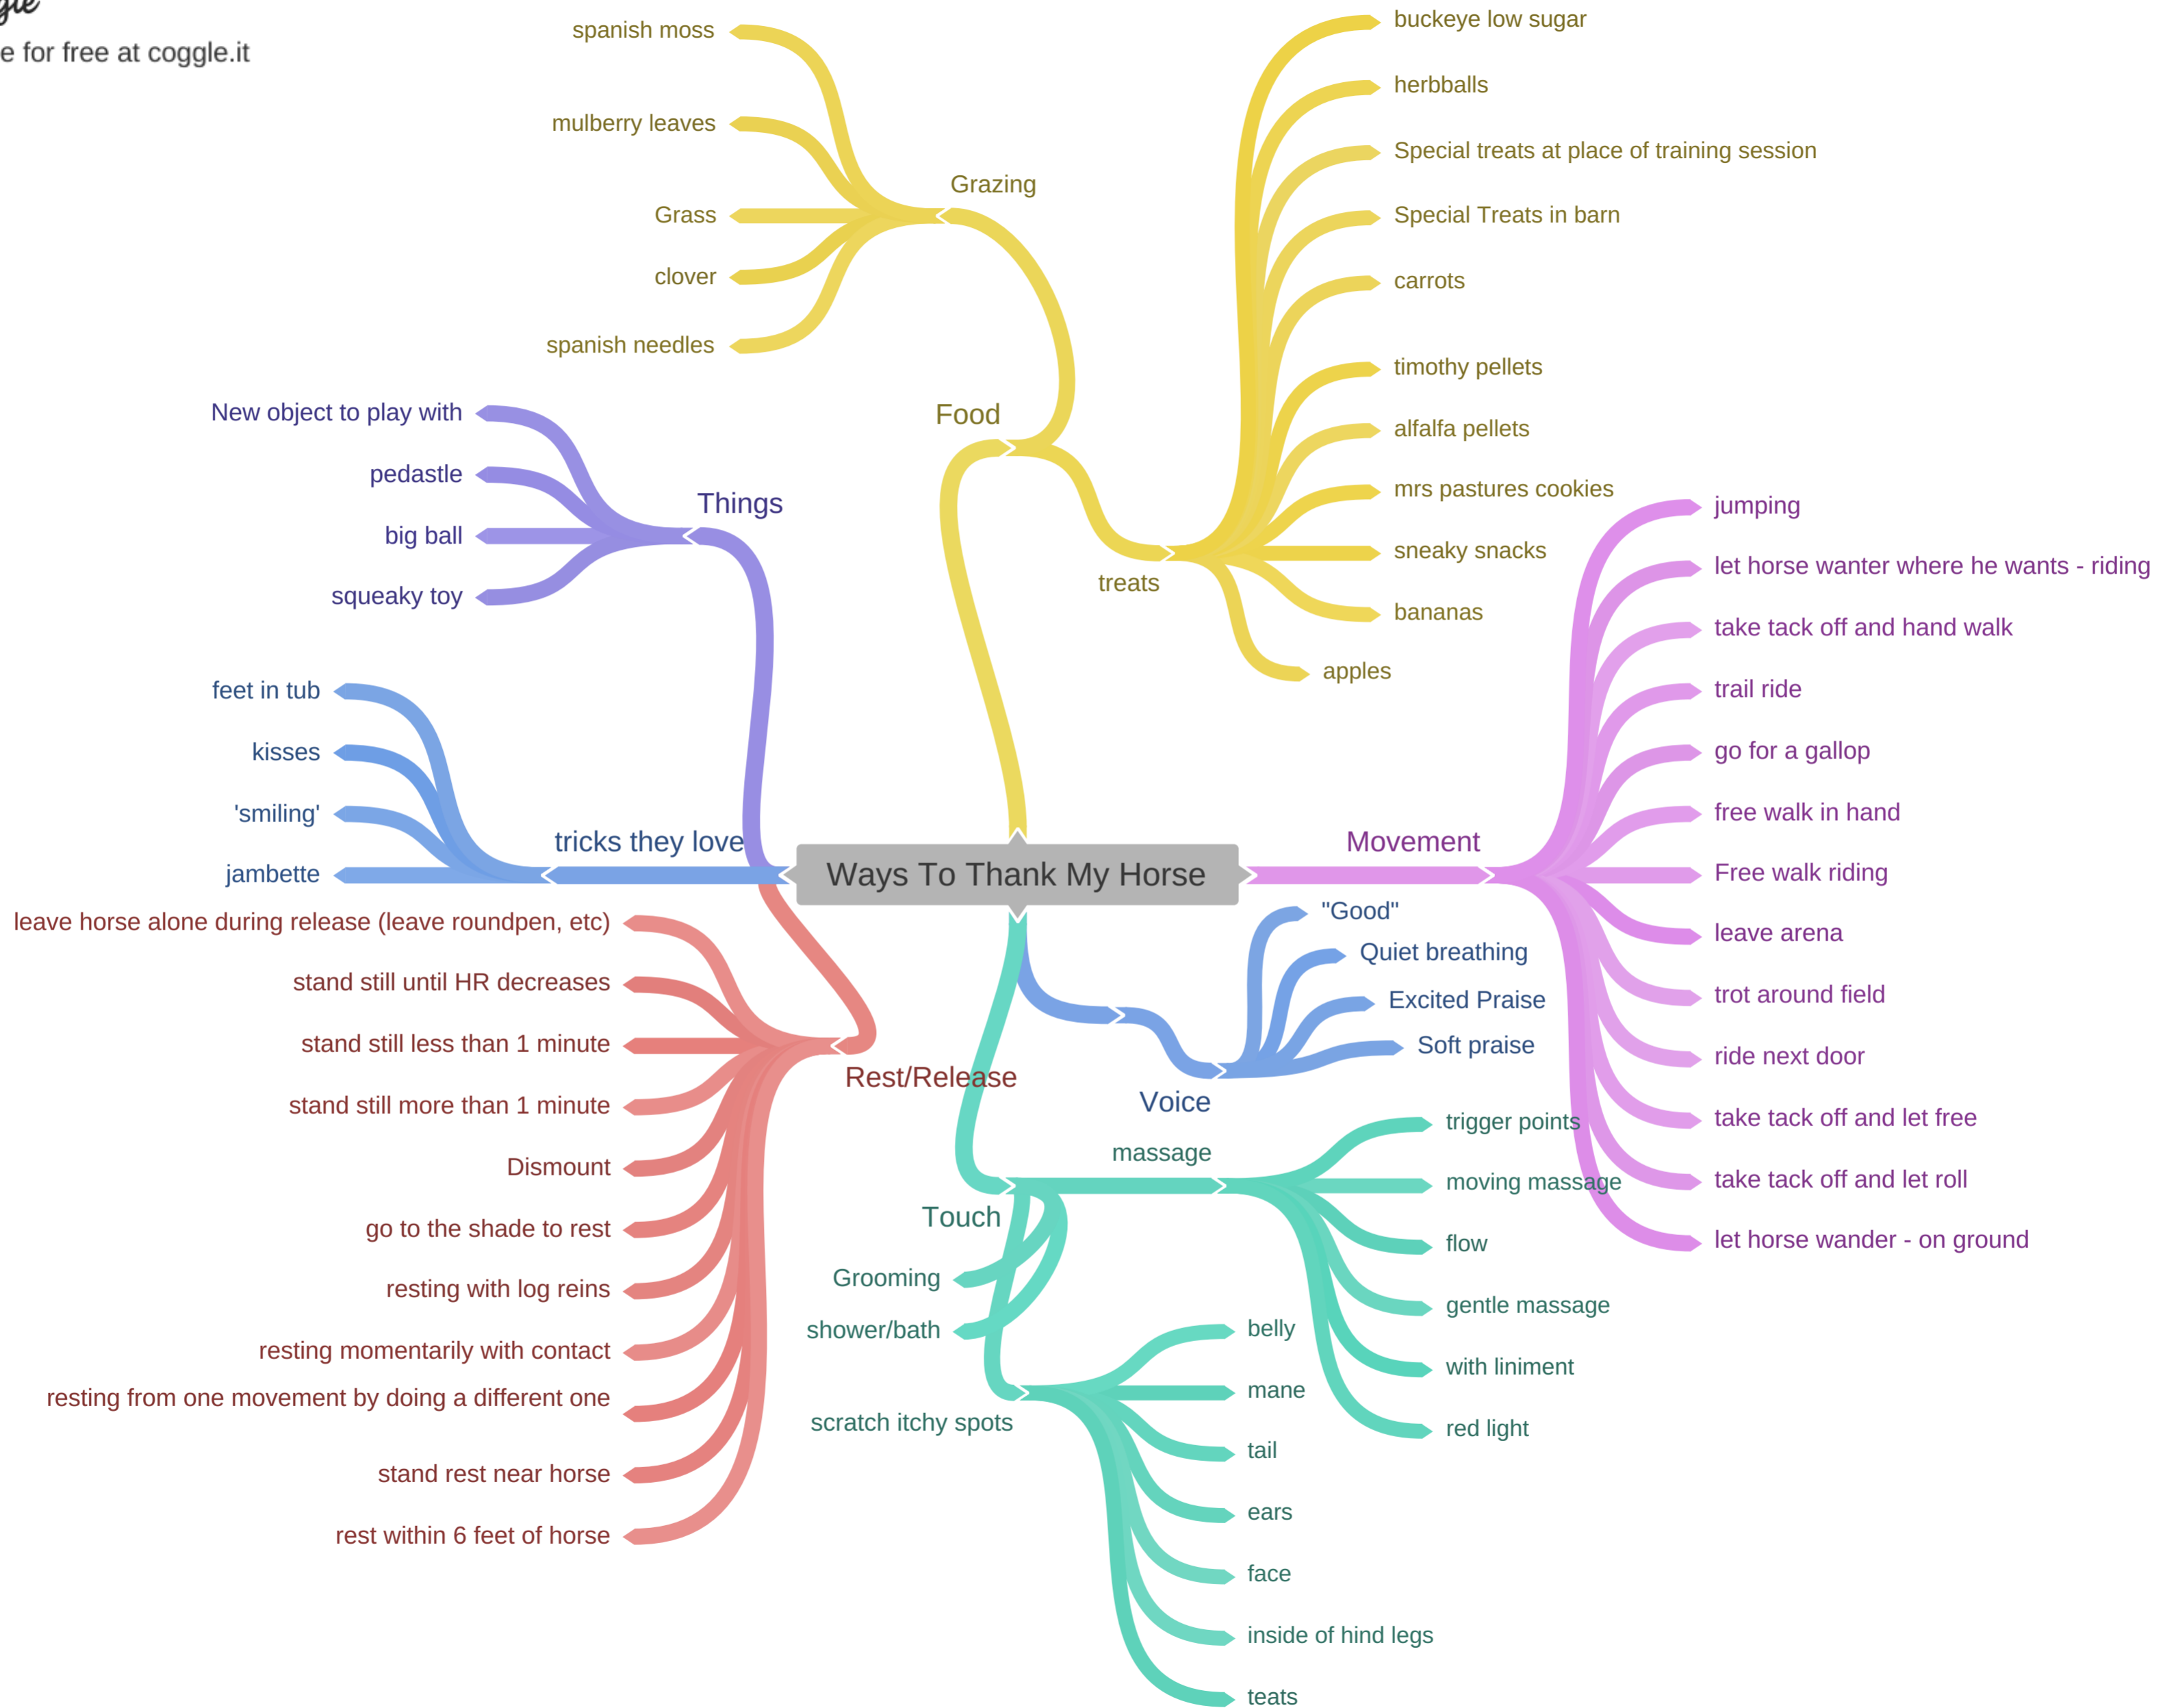 e for free at coggle.it
spanish moss
mulberry leaves
Grazing
Grass
clover
spanish needles
buckeye low sugar
herbballs
Special treats at place of training session
Special Treats in barn
carrots
timothy pellets
alfalfa pellets
mrs pastures cookies
sneaky snacks
bananas
apples
Food
treats
New object to play with
pedastle
big ball
squeaky toy
Things
feet in tub
kisses
'smiling'
jambette
tricks they love
Ways To Thank My Horse
Movement
jumping
let horse wanter where he wants - riding
take tack off and hand walk
trail ride
go for a gallop
free walk in hand
Free walk riding
leave arena
trot around field
ride next door
take tack off and let free
take tack off and let roll
let horse wander - on ground
"Good"
Quiet breathing
Excited Praise
Soft praise
Voice
leave horse alone during release (leave roundpen, etc)
stand still until HR decreases
stand still less than 1 minute
stand still more than 1 minute
Dismount
go to the shade to rest
resting with log reins
resting momentarily with contact
resting from one movement by doing a different one
stand rest near horse
rest within 6 feet of horse
Rest/Release
massage
trigger points
moving massage
flow
gentle massage
with liniment
red light
Touch
Grooming
shower/bath
scratch itchy spots
belly
mane
tail
ears
face
inside of hind legs
teats